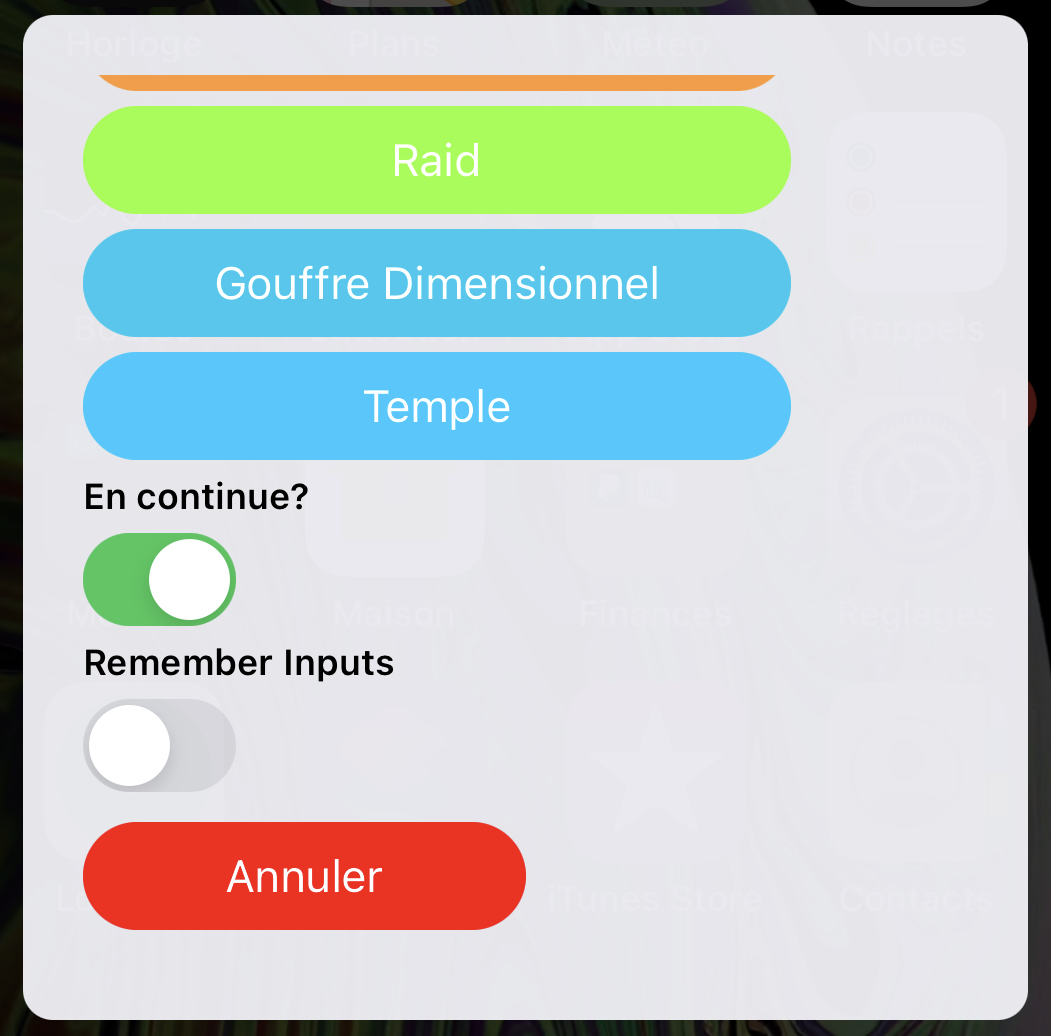 Horloge Plans Météo Notes
Raid
Gouffre Dimensionnel
Rappels
Temple
1
En continue?
Maison Finances Réglages
Remember Inputs
Annuler
iTunes Store Contacts